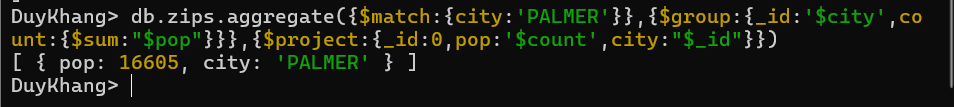 DuyKhang> db.zips.aggregate({$match:{city:'PALMER'}},{$group:{_id:'$city',co
unt:{$sum:"$pop"}}},{$project:{_id:0,pop:'$count',city:"$_id"}})
[ { pop: 16605, city: 'PALMER' } ]
DuyKhang>